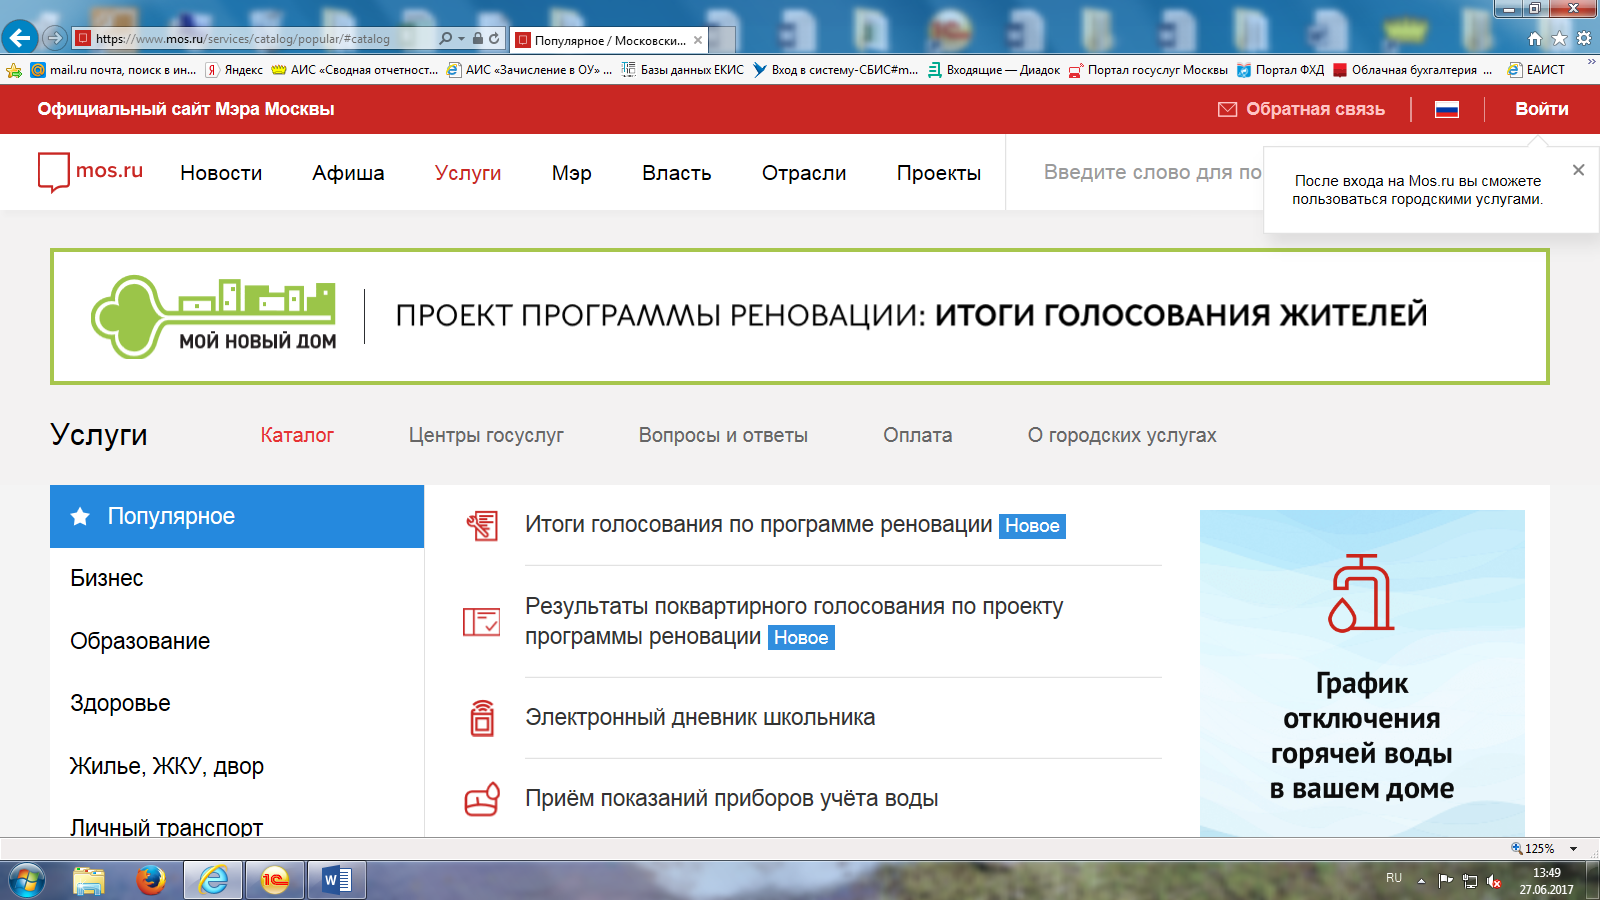 https://www.mos.ru/services/catalog/popular/#catalog
Популярное / Московски...
mail.ru почта, поиск в ин...
Яндекс
АИС «Сводная отчетност...
АИС «Зачисление в ОУ» ...
Базы данных ЕКИС
Вход в систему-СБИС#m...
Входящие — Диадок
Портал госуслуг Москвы
Портал ФХД
Облачная бухгалтерия ...
ЕАИСТ
Официальный сайт Мэра Москвы
Обратная связь
Войти
mos.ru
Новости
Афиша
Услуги
Мэр
Власть
Отрасли
Проекты
Введите слово для по
После входа на Mos.ru вы сможете
пользоваться городскими услугами.
МОЙ НОВЫЙ ДОМ
ПРОЕКТ ПРОГРАММЫ РЕНОВАЦИИ: ИТОГИ ГОЛОСОВАНИЯ ЖИТЕЛЕЙ
Услуги
Каталог
Центры госуслуг
Вопросы и ответы
Оплата
О городских услугах
Популярное
Бизнес
Образование
Здоровье
Жилье, ЖКУ, двор
Личный транспорт
Итоги голосования по программе реновации Новое
Результаты поквартирного голосования по проекту
программы реновации Новое
Электронный дневник школьника
Приём показаний приборов учёта воды
График
отключения
горячей воды
в вашем доме
125%
RU
13:49
27.06.2017